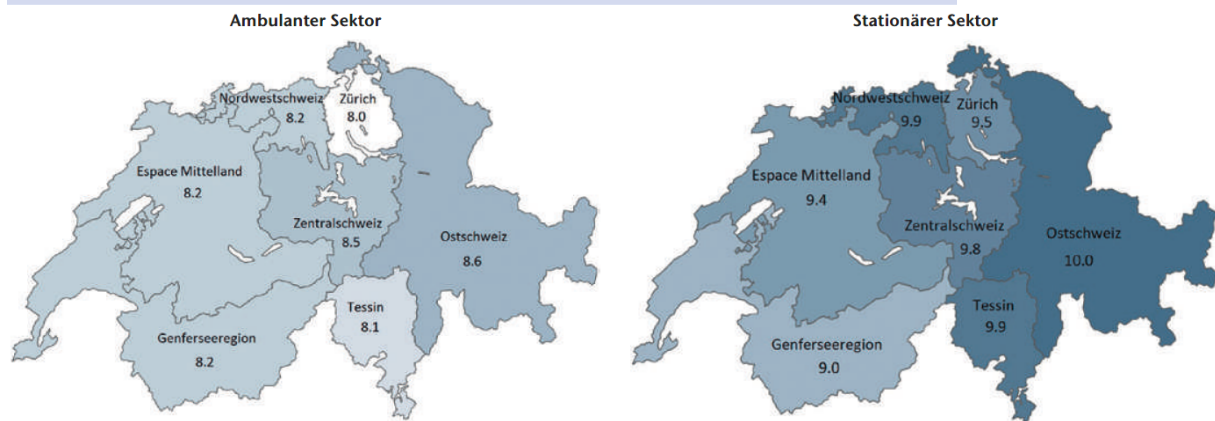 Ambulanter Sektor
Nordwestschweiz
8.2
Zürich
8.0
Espace Mittelland
8.2
Zentralschweiz
8.5
Ostschweiz
8.6
Tessin
8.1
Genferseeregion
8.2
Stationärer Sektor
Nordwestschweiz
9.9
Zürich
9.5
Espace Mittelland
9.4
Zentralschweiz
9.8
Ostschweiz
10.0
Tessin
9.9
Genferseeregion
9.0